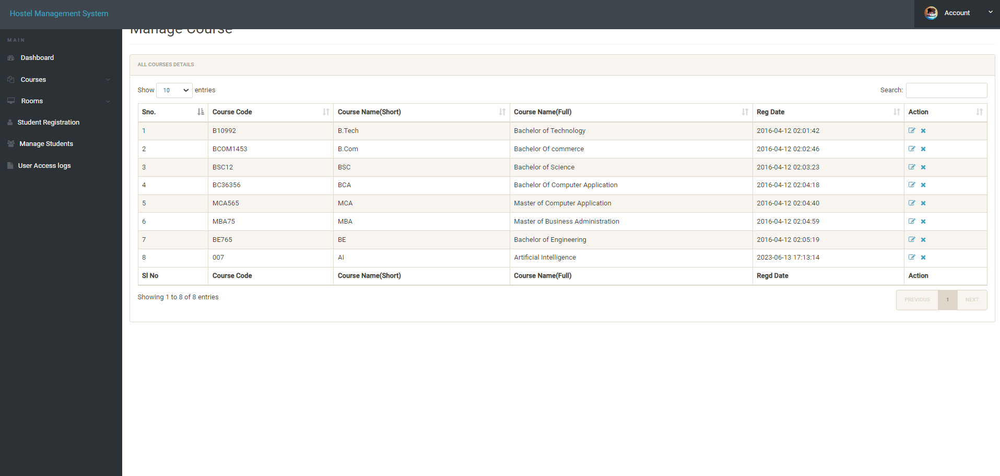 Hostel Management System
Account
MAIN
Dashboard
Courses
Rooms
Student Registration
Manage Students
User Access logs
Manage Course
ALL COURSES DETAILS
Show 10 entries
Search:
Sno. Course Code Course Name(Short) Course Name(Full) Reg Date Action
1 B10992 B.Tech Bachelor of Technology 2016-04-12 02:01:42
2 BCOM1453 B.Com Bachelor Of commerce 2016-04-12 02:02:46
3 BSC12 BSC Bachelor of Science 2016-04-12 02:03:23
4 BC36356 BCA Bachelor Of Computer Application 2016-04-12 02:04:18
5 MCA565 MCA Master of Computer Application 2016-04-12 02:04:40
6 MBA75 MBA Master of Business Administration 2016-04-12 02:04:59
7 BE765 BE Bachelor of Engineering 2016-04-12 02:05:19
8 007 AI Artificial Intelligence 2023-06-13 17:13:14
Sl No Course Code Course Name(Short) Course Name(Full) Regd Date Action
Showing 1 to 8 of 8 entries
PREVIOUS 1 NEXT